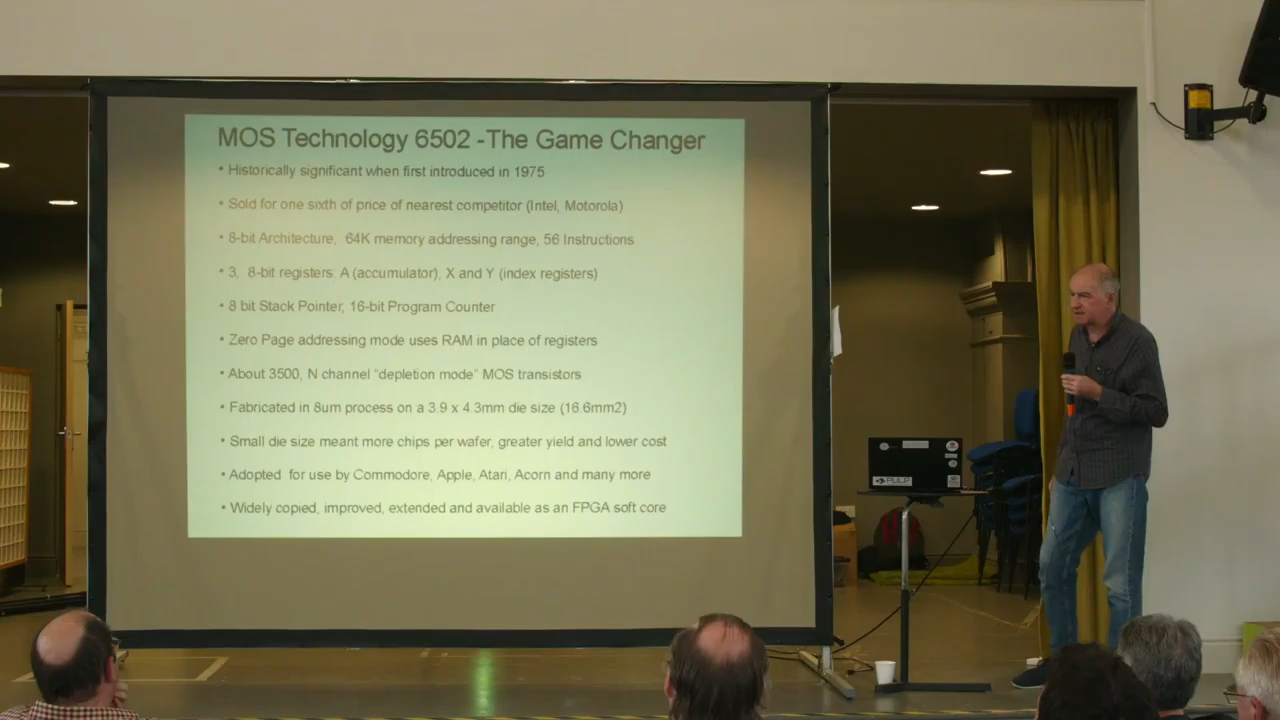 MOS Technology 6502 -The Game Changer
• Historically significant when first introduced in 1975
• Sold for one sixth of price of nearest competitor (Intel, Motorola)
• 8-bit Architecture, 64K memory addressing range, 56 Instructions
• 3, 8-bit registers A (accumulator), X and Y (index registers)
• 8 bit Stack Pointer, 16-bit Program Counter
• Zero Page addressing mode uses RAM in place of registers
• About 3500, N channel "depletion mode" MOS transistors
• Fabricated in 8um process on a 3.9 x 4.3mm die size (16.6mm2)
• Small die size meant more chips per wafer, greater yield and lower cost
• Adopted for use by Commodore, Apple, Atari, Acorn and many more
• Widely copied, improved, extended and available as an FPGA soft core
PULP